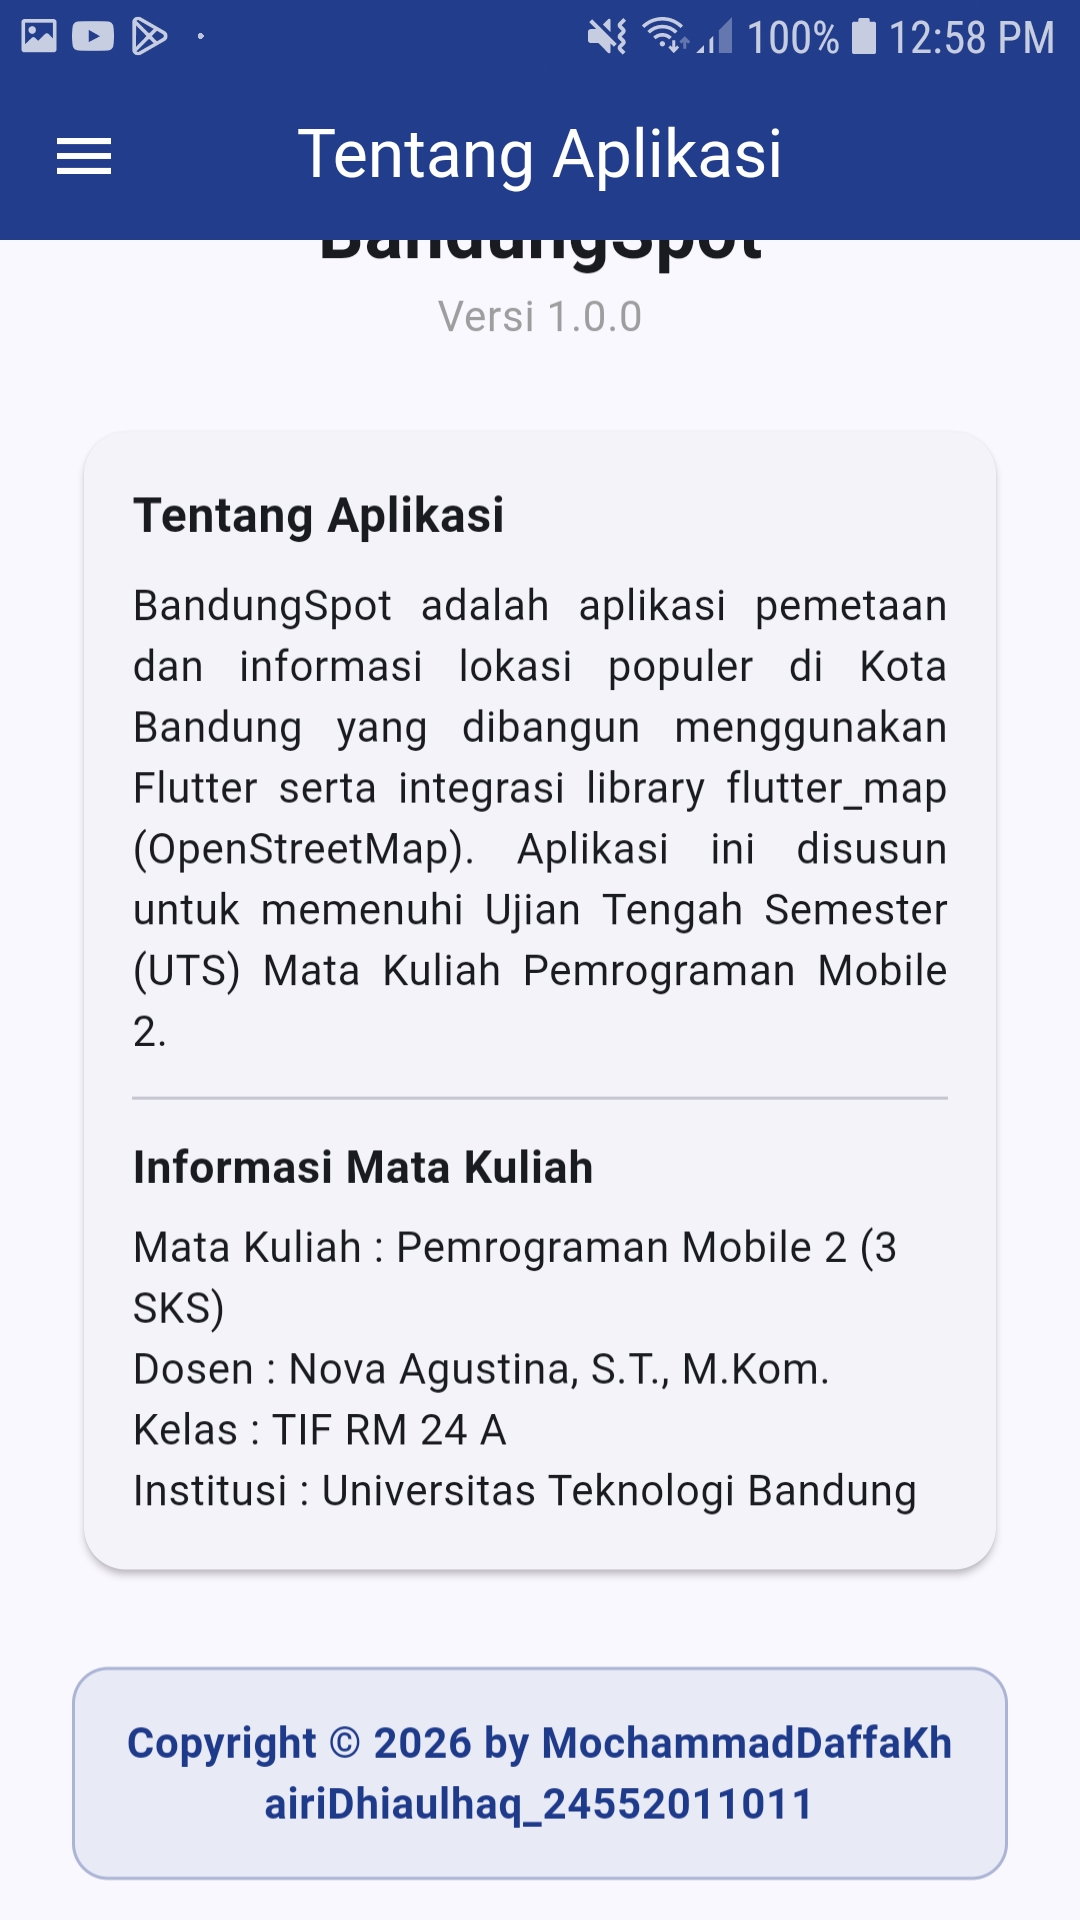 100% 12:58 PM
Tentang Aplikasi
BandungSpot
Versi 1.0.0
Tentang Aplikasi
BandungSpot adalah aplikasi pemetaan
dan informasi lokasi populer di Kota
Bandung yang dibangun menggunakan
Flutter serta integrasi library flutter_map
(OpenStreetMap). Aplikasi ini disusun
untuk memenuhi Ujian Tengah Semester
(UTS) Mata Kuliah Pemrograman Mobile
2.
Informasi Mata Kuliah
Mata Kuliah : Pemrograman Mobile 2 (3
SKS)
Dosen : Nova Agustina, S.T., M.Kom.
Kelas : TIF RM 24 A
Institusi : Universitas Teknologi Bandung
Copyright © 2026 by MochammadDaffaKh
airiDhiaulhaq_24552011011